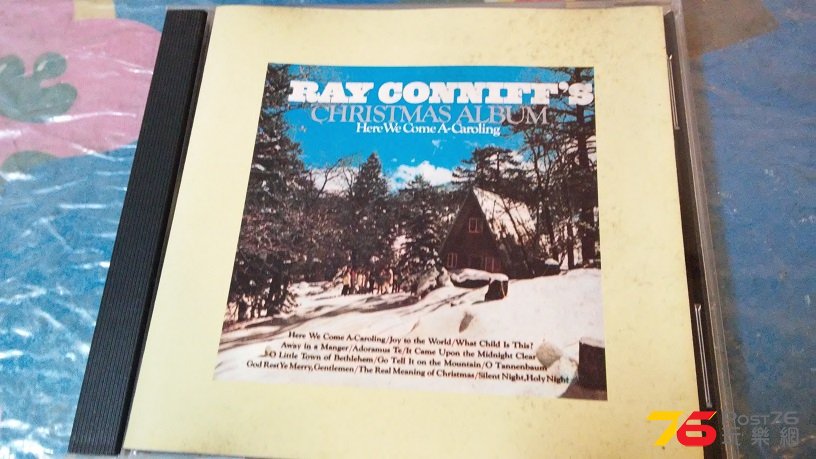 RAY CONNIFF'S
CHRISTMAS ALBUM
Here We Come A-Caroling
Here We Come A-Caroling/Joy to the World/What Child Is This?
Away in a Manger/Adoramus Te/It Came Upon the Midnight Clear
O Little Town of Bethlehem/Go Tell It on the Mountain/O Tannenbaum
God Rest Ye Merry, Gentlemen/The Real Meaning of Christmas/Silent Night, Holy Night
76 Post76
玩樂網